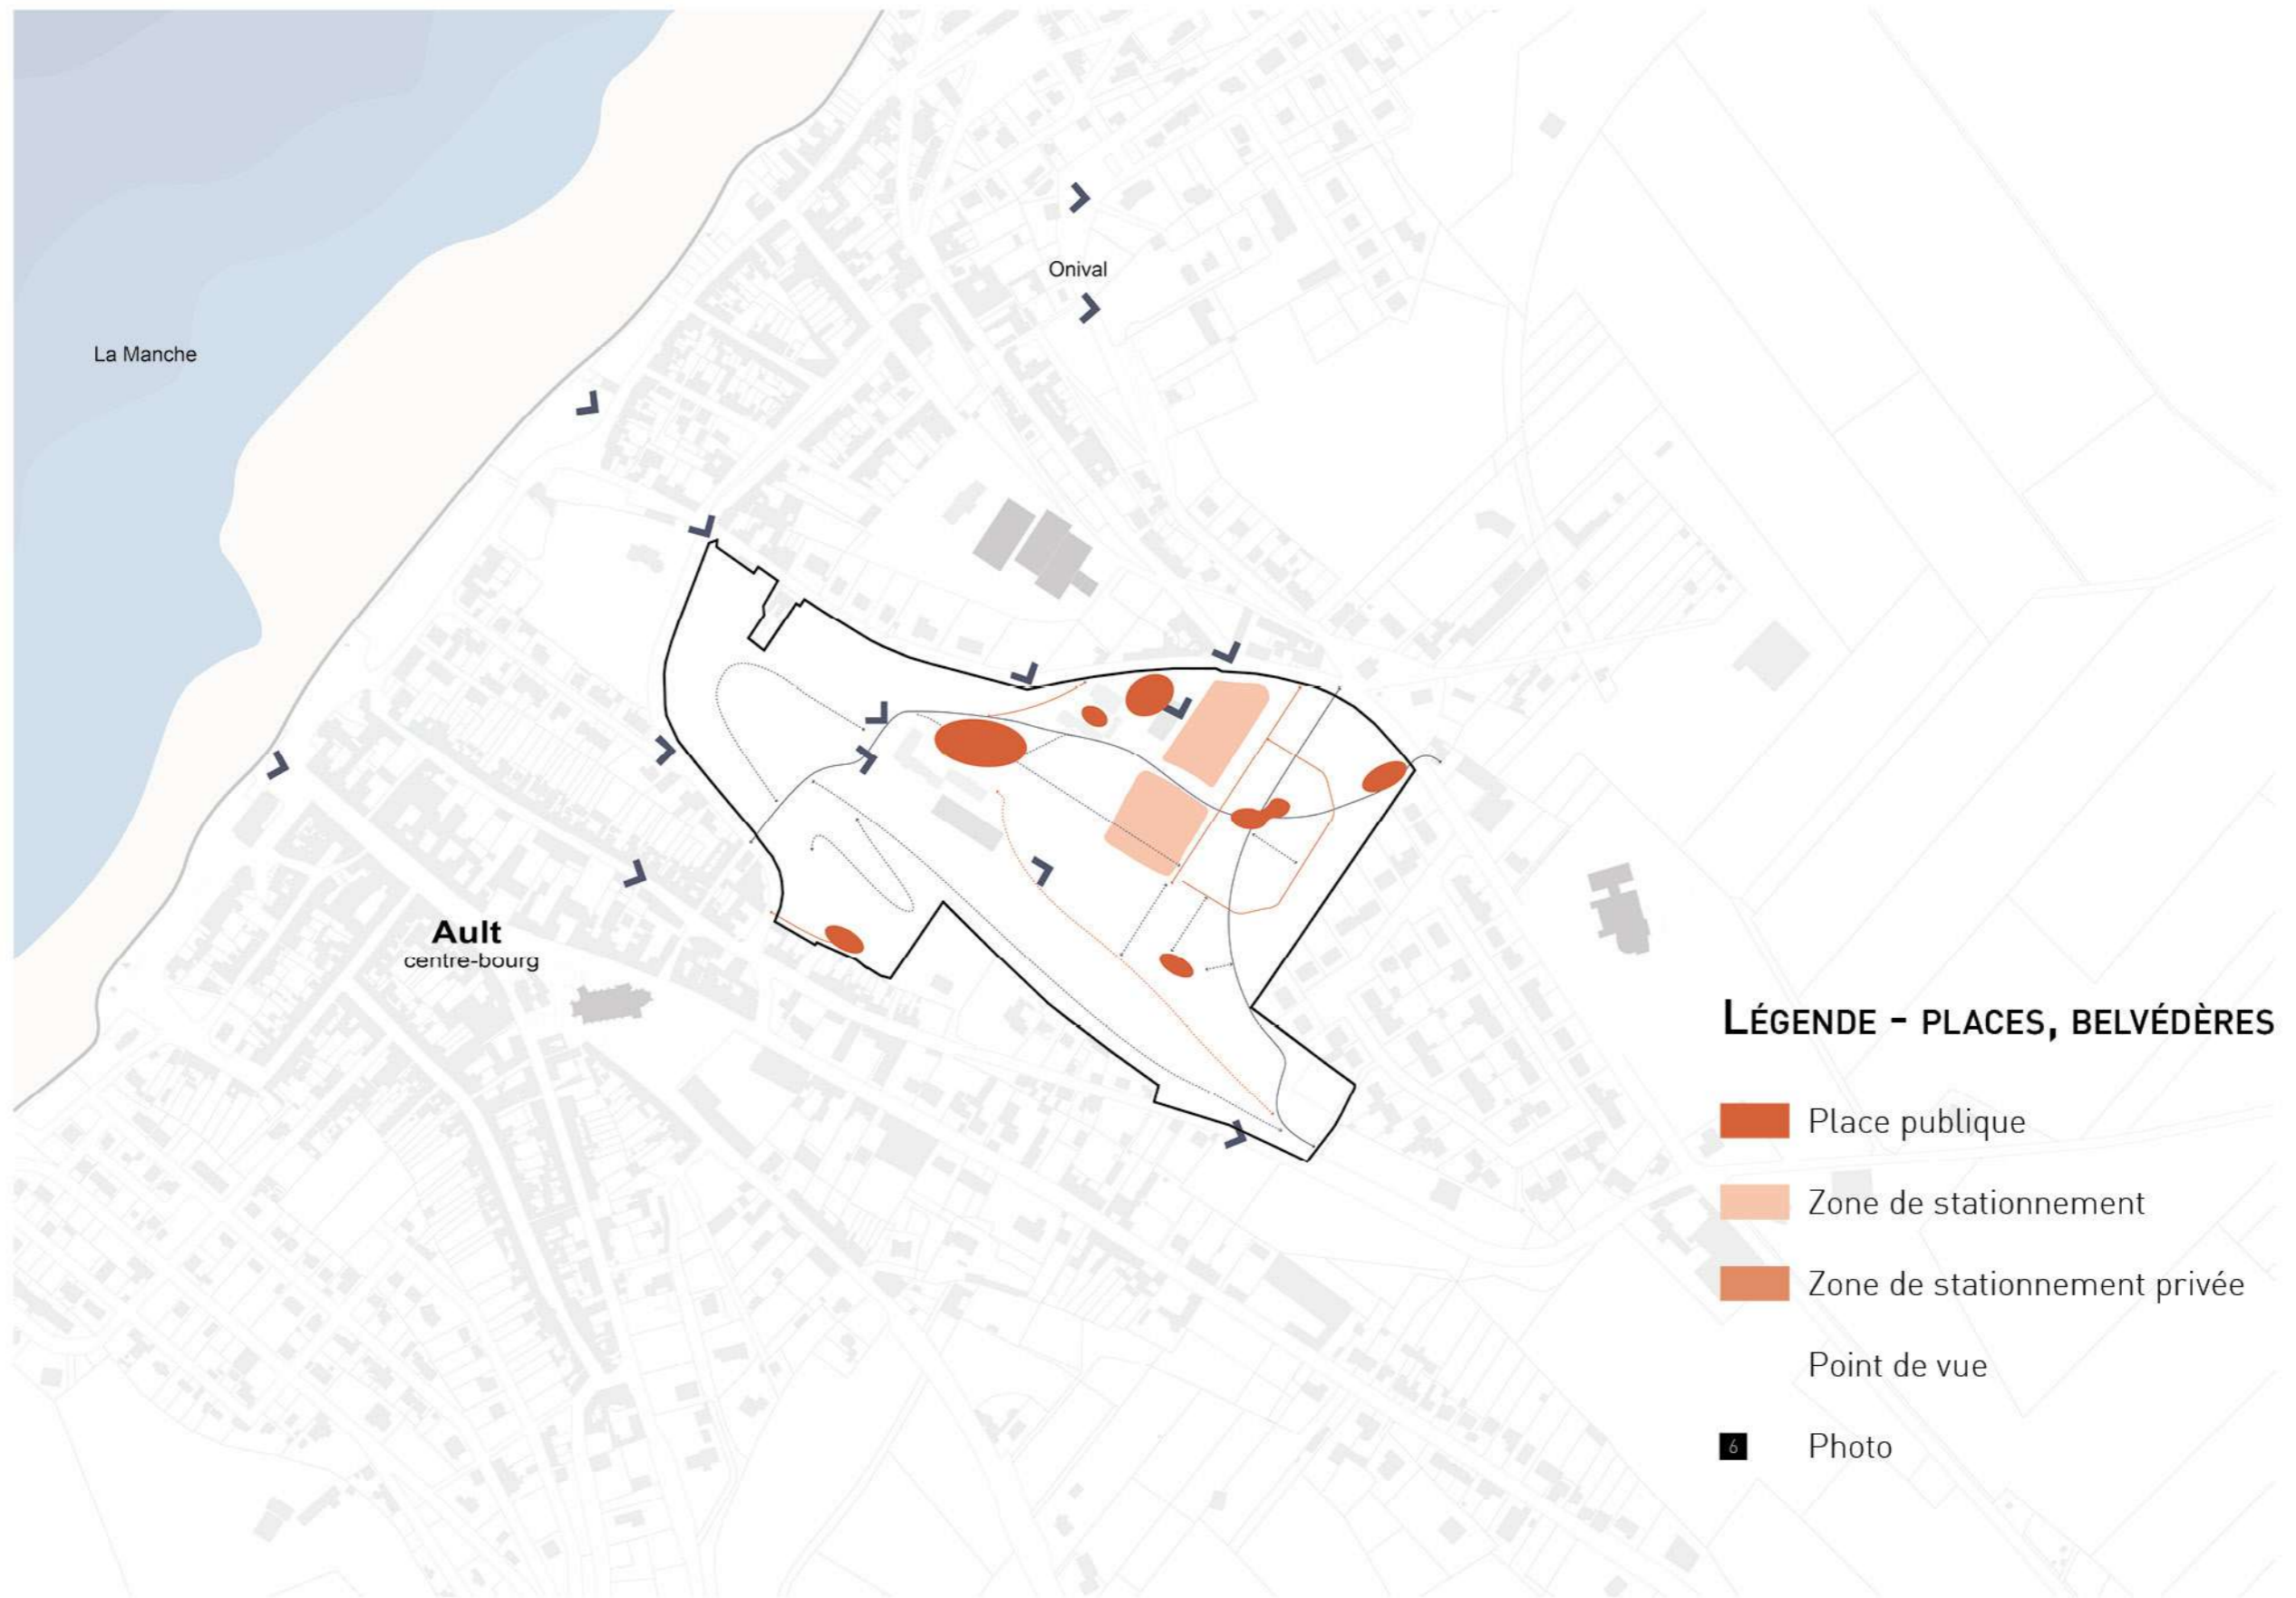 Onival
La Manche
Ault
centre-bourg
LÉGENDE - PLACES, BELVÉDÈRES
Place publique
Zone de stationnement
Zone de stationnement privée
Point de vue
6 Photo